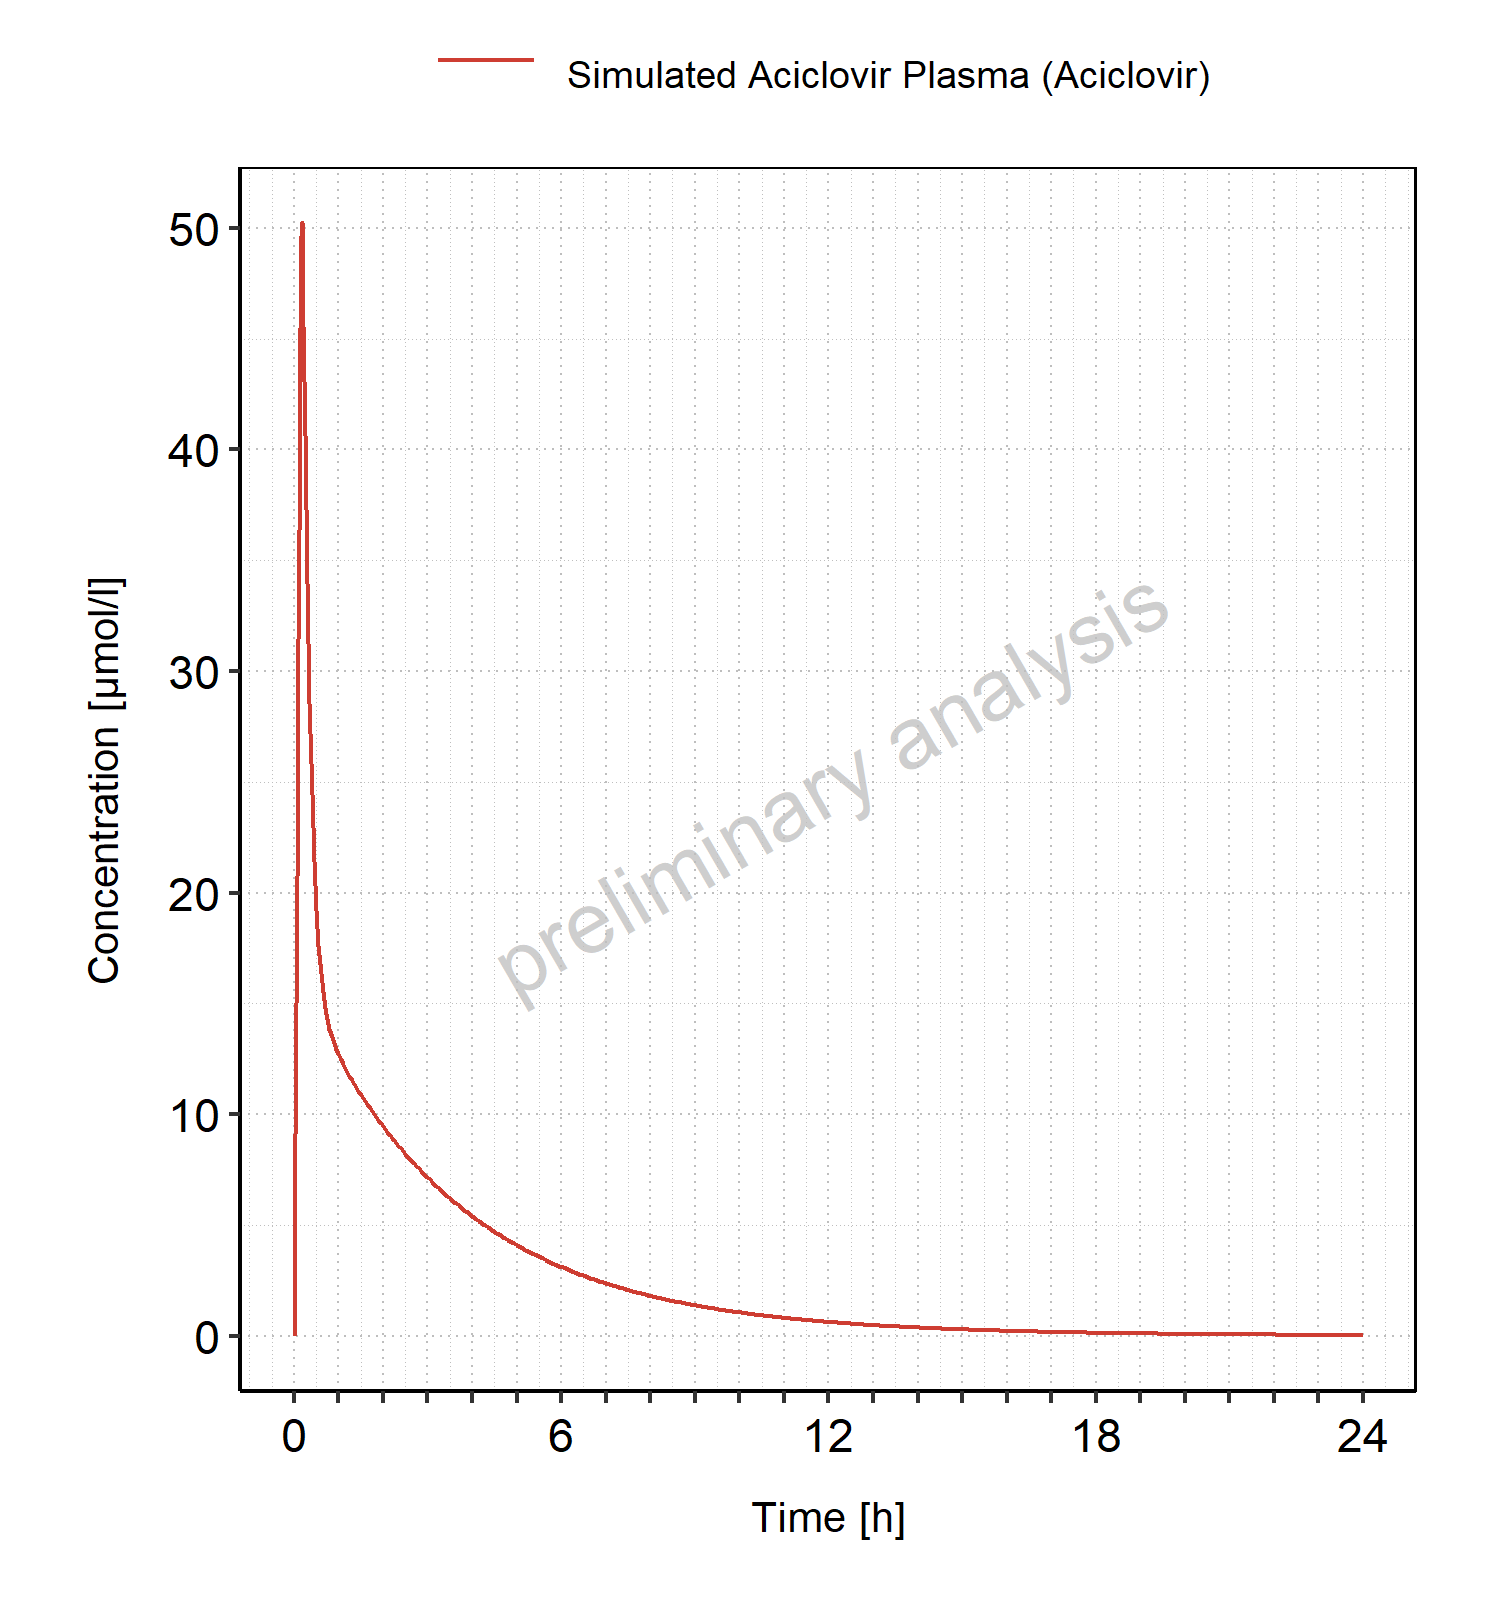 Simulated Aciclovir Plasma (Aciclovir)
50
40
30
20
10
0
Concentration [µmol/l]
preliminary analysis
0 6 12 18 24
Time [h]